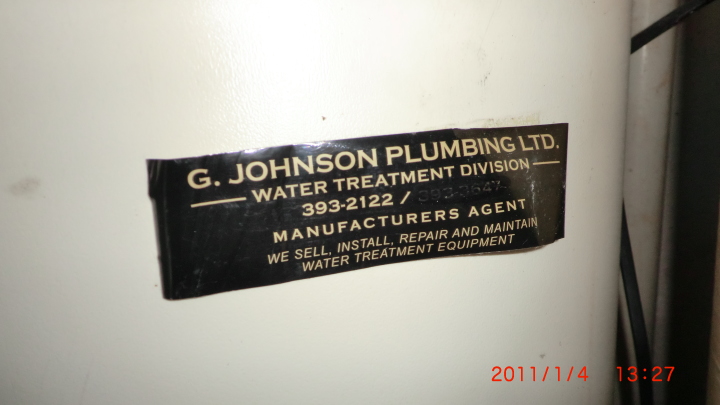 G. JOHNSON PLUMBING LTD.
WATER TREATMENT DIVISION
393-2122 /
MANUFACTURERS AGENT
WE SELL, INSTALL, REPAIR AND MAINTAIN
WATER TREATMENT EQUIPMENT
2011/1/4 13:27